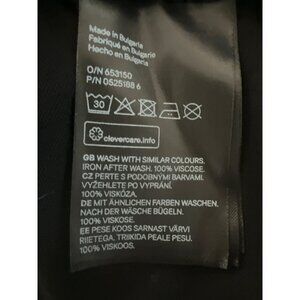 Made in Bulgaria
Fabriqué en Bulgarie
Hecho en Bulgaria
O/N 653150
P/N 0525188 6
30
clevercare.info
GB WASH WITH SIMILAR COLOURS.
IRON AFTER WASH. 100% VISCOSE.
CZ PERTE S PODOBNÝMI BARVAMI.
VYŽEHLETE PO VYPRÁNÍ.
100% VISKÓZA.
DE MIT ÄHNLICHEN FARBEN WASCHEN.
NACH DER WÄSCHE BÜGELN.
100% VISKOSE.
EE PESE KOOS SARNAST VÄRVI
RIIETEGA. TRIIKIDA PEALE PESU.
100% VISKOOS.